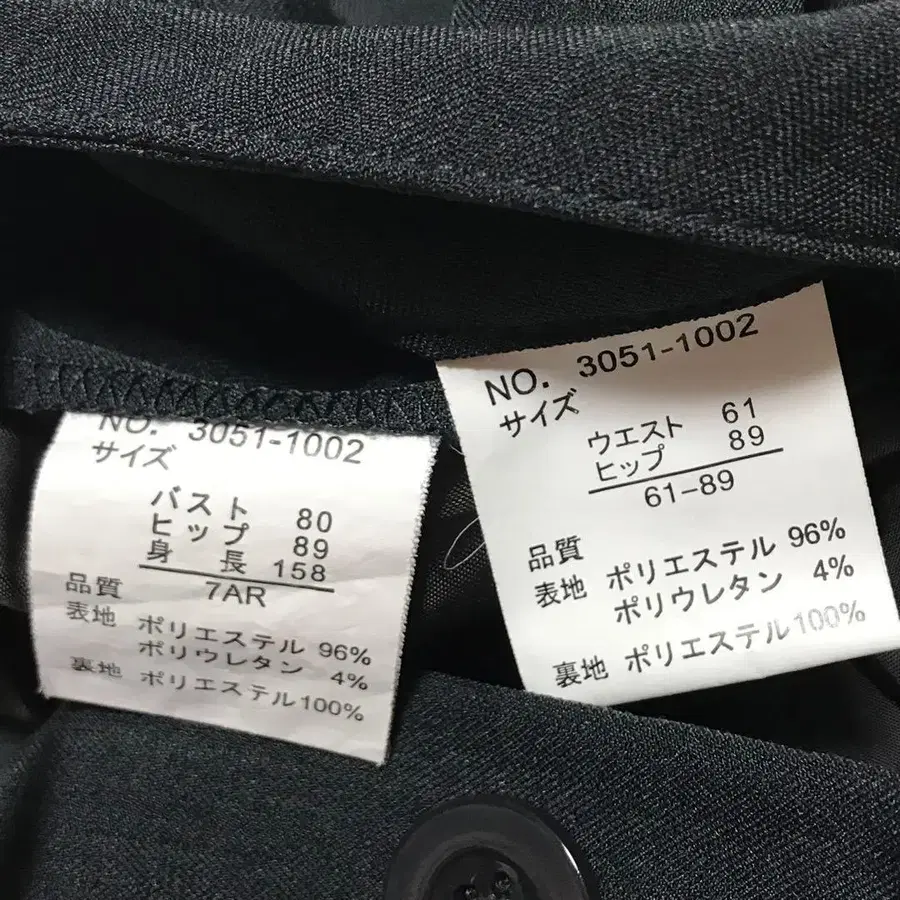 NO. 3051-1002
サイズ
バスト 80
ヒップ 89
身長 158
7AR
品質
表地 ポリエステル 96%
ポリウレタン 4%
裏地 ポリエステル100%
NO. 3051-1002
サイズ
ウエスト 61
ヒップ 89
61-89
品質
表地 ポリエステル 96%
ポリウレタン 4%
裏地 ポリエステル100%